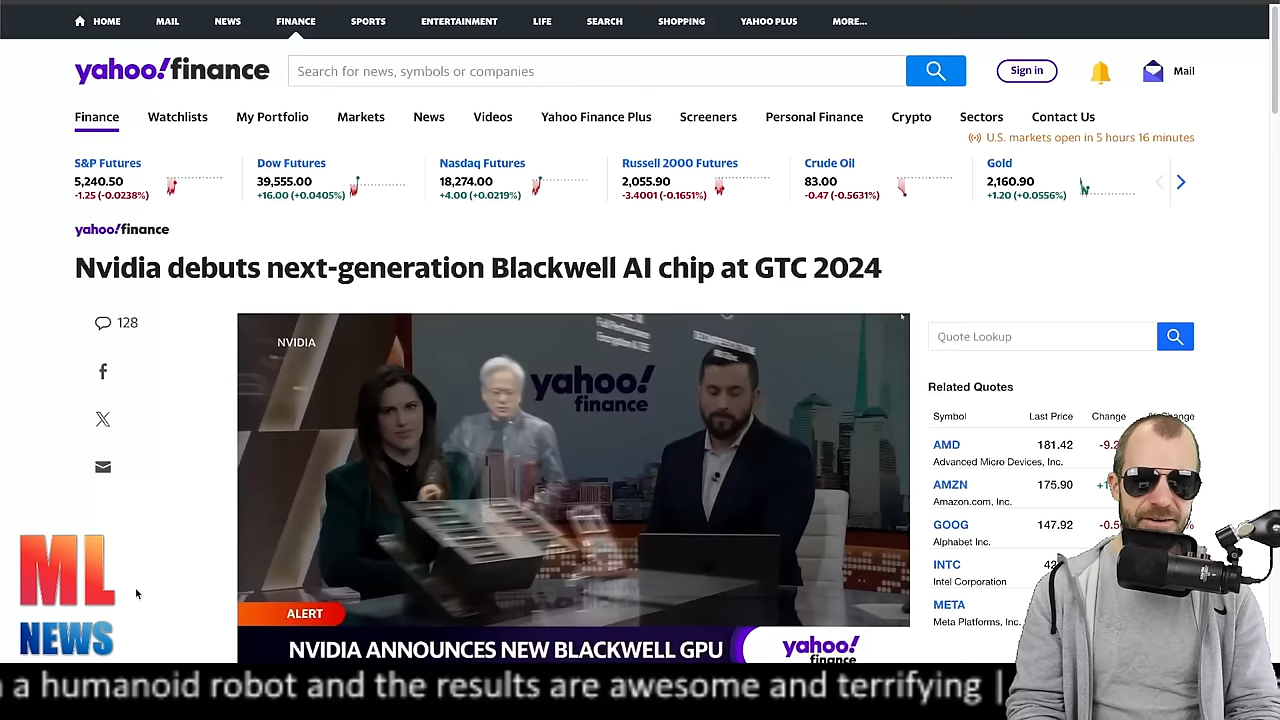 HOME MAIL NEWS FINANCE SPORTS ENTERTAINMENT LIFE SEARCH SHOPPING YAHOO PLUS MORE...
yahoo!finance Search for news, symbols or companies Sign in Mail
Finance Watchlists My Portfolio Markets News Videos Yahoo Finance Plus Screeners Personal Finance Crypto Sectors Contact Us
U.S. markets open in 5 hours 16 minutes
S&P Futures Dow Futures Nasdaq Futures Russell 2000 Futures Crude Oil Gold
5,240.50 39,555.00 18,274.00 2,055.90 83.00 2,160.90
-1.25 (-0.0238%) +16.00 (+0.0405%) +4.00 (+0.0219%) -3.4001 (-0.1651%) -0.47 (-0.5631%) +1.20 (+0.0556%)
yahoo!finance
Nvidia debuts next-generation Blackwell AI chip at GTC 2024
128
NVIDIA
yahoo!
finance
ALERT
NVIDIA ANNOUNCES NEW BLACKWELL GPU
yahoo!
finance
Quote Lookup
Related Quotes
Symbol Last Price Change Change
AMD 181.42 -9.2
Advanced Micro Devices, Inc.
AMZN 175.90
Amazon.com, Inc.
GOOG 147.92 -0.5 %
Alphabet Inc.
INTC 42
Intel Corporation
META
Meta Platforms, Inc.
ML
NEWS
a humanoid robot and the results are awesome and terrifying |